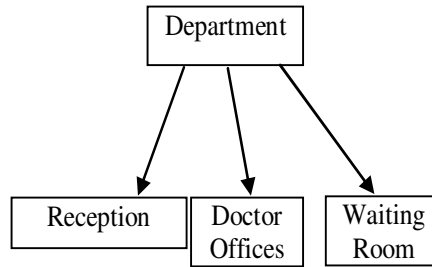 Department
Reception
Doctor
Offices
Waiting
Room